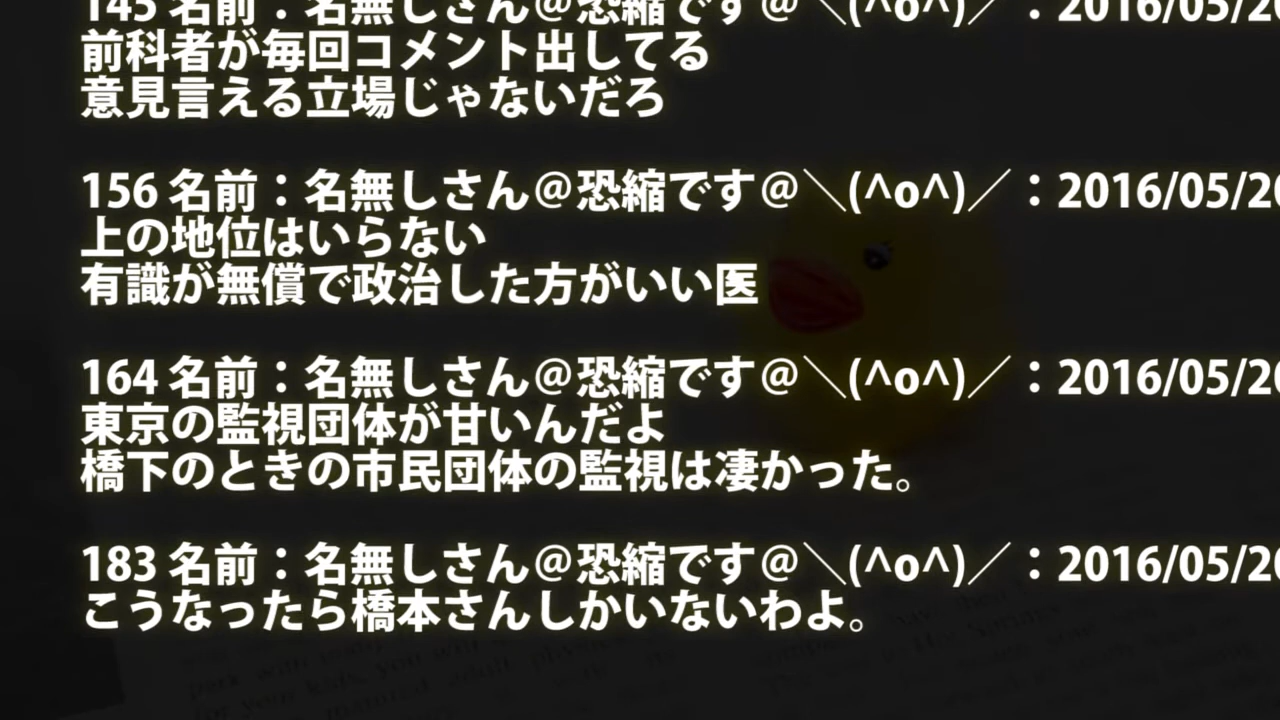 145 名前：名無しさん＠恐縮です＠＼(^o^)／：2016/05/20
前科者が毎回コメント出してる
意見言える立場じゃないだろ
156 名前：名無しさん＠恐縮です＠＼(^o^)／：2016/05/20
上の地位はいらない
有識が無償で政治した方がいい医
164 名前：名無しさん＠恐縮です＠＼(^o^)／：2016/05/20
東京の監視団体が甘いんだよ
橋下のときの市民団体の監視は凄かった。
183 名前：名無しさん＠恐縮です＠＼(^o^)／：2016/05/20
こうなったら橋本さんしかいないわよ。